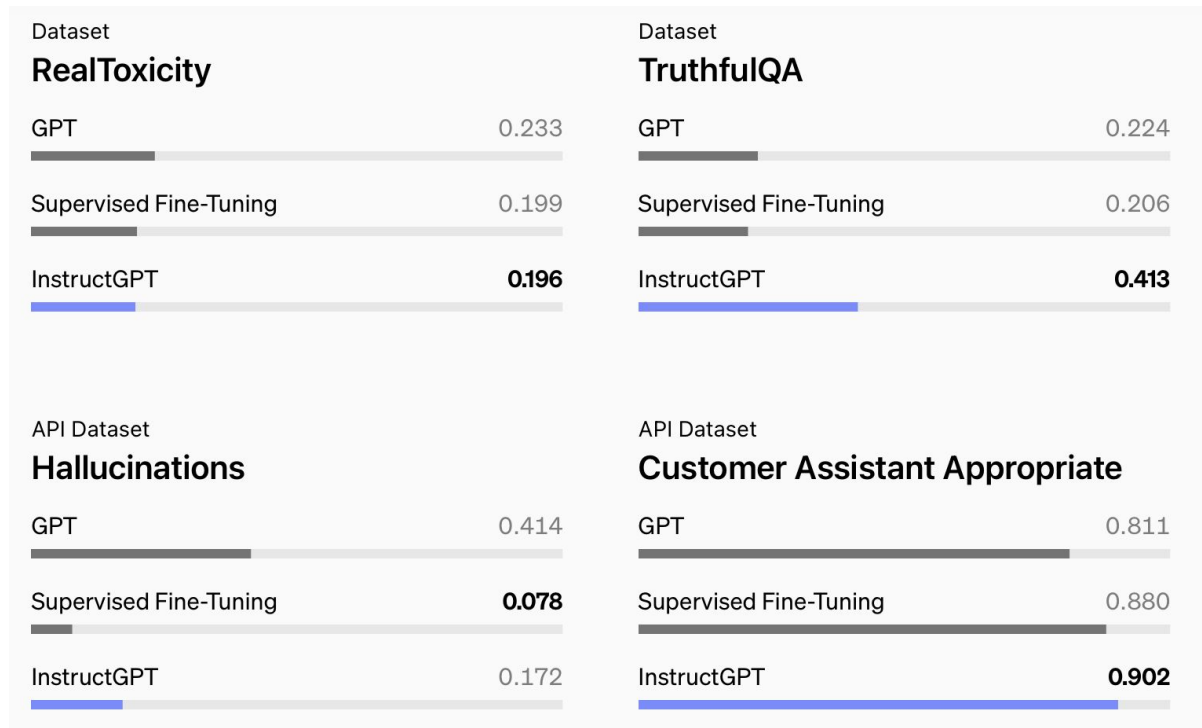 Dataset
RealToxicity
GPT 0.233
Supervised Fine-Tuning 0.199
InstructGPT 0.196
Dataset
TruthfulQA
GPT 0.224
Supervised Fine-Tuning 0.206
InstructGPT 0.413
API Dataset
Hallucinations
GPT 0.414
Supervised Fine-Tuning 0.078
InstructGPT 0.172
API Dataset
Customer Assistant Appropriate
GPT 0.811
Supervised Fine-Tuning 0.880
InstructGPT 0.902